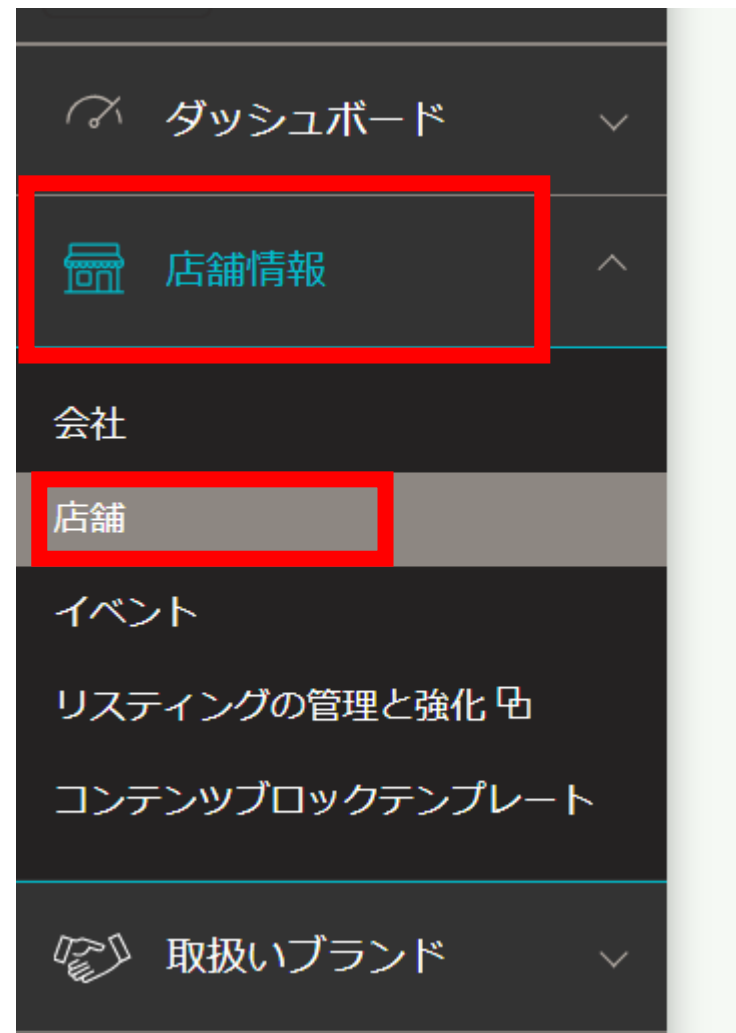 ダッシュボード
店舗情報
会社
店舗
イベント
リスティングの管理と強化
コンテンツブロックテンプレート
取扱いブランド